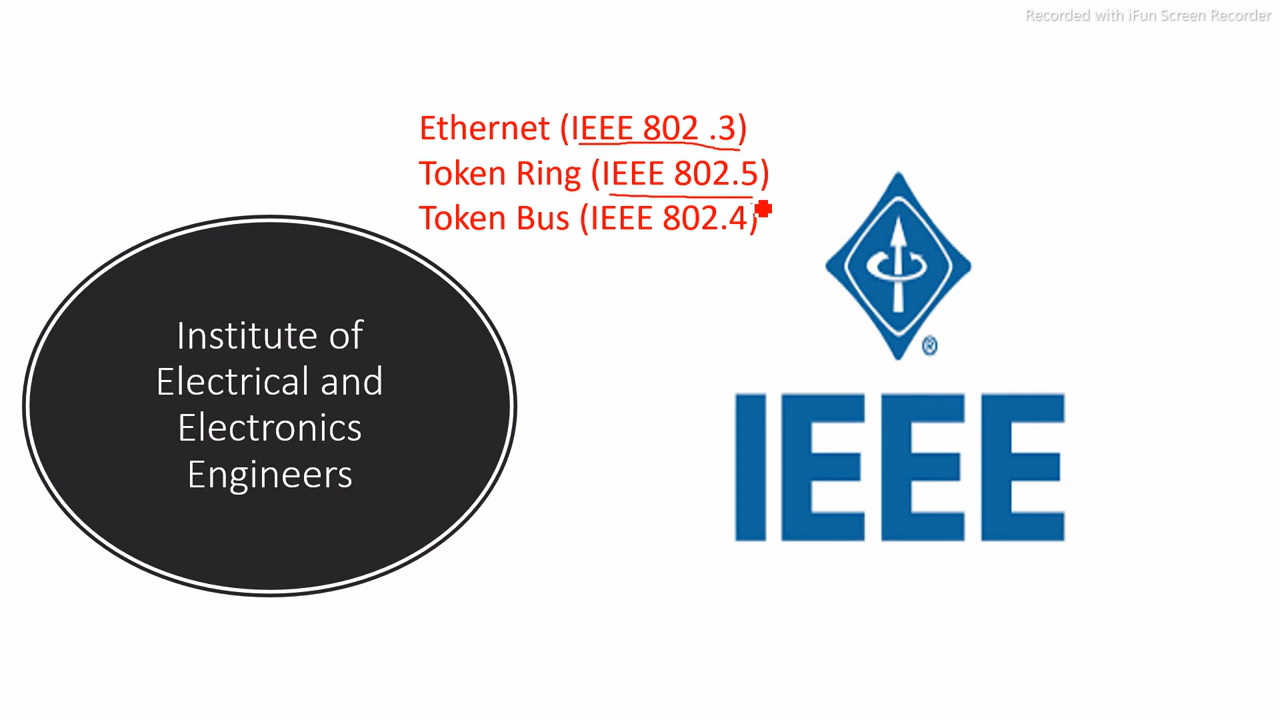 Recorded with iFun Screen Recorder
Ethernet (IEEE 802 .3)
Token Ring (IEEE 802.5)
Token Bus (IEEE 802.4)
Institute of
Electrical and
Electronics
Engineers
®
IEEE